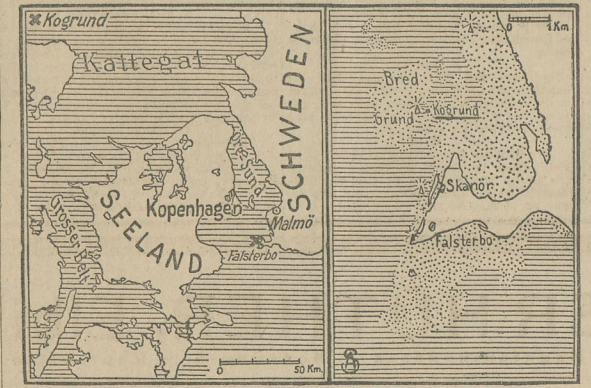 Kogrund
Kattegat
SCHWEDEN
Sund
Kopenhagen
SEELAND
Grosser Belt
Malmö
Falsterbo
50 Km.
0 1 Km
Bred
Grund
Kogrund
Skanör
Falsterbo